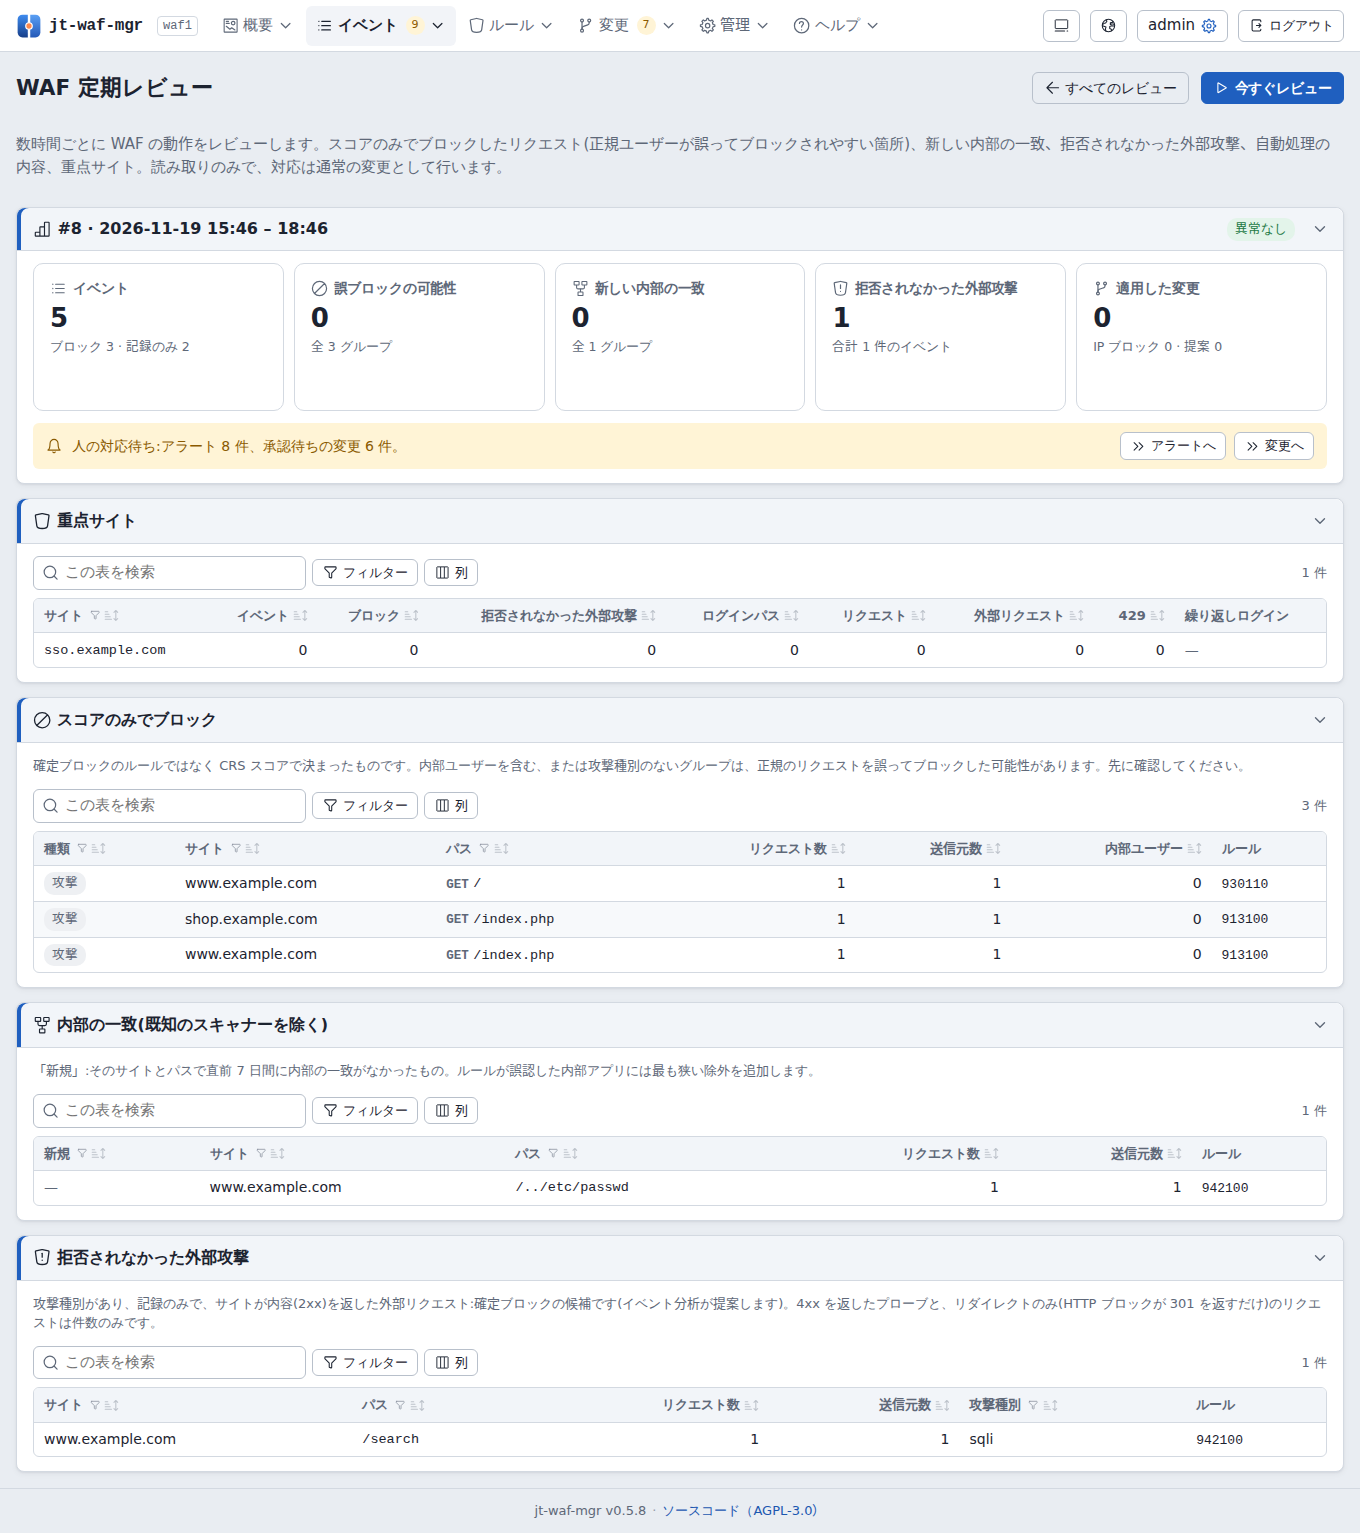 jt-waf-mgr waf1 概要 イベント 9 ルール 変更 7 管理 ヘルプ admin ログアウト
WAF 定期レビュー
すべてのレビュー 今すぐレビュー
数時間ごとに WAF の動作をレビューします。スコアのみでブロックしたリクエスト(正規ユーザーが誤ってブロックされやすい箇所)、新しい内部の一致、拒否されなかった外部攻撃、自動処理の
内容、重点サイト。読み取りのみで、対応は通常の変更として行います。
#8 · 2026-11-19 15:46 – 18:46 異常なし
イベント 誤ブロックの可能性 新しい内部の一致 拒否されなかった外部攻撃 適用した変更
5 0 0 1 0
ブロック 3 · 記録のみ 2 全 3 グループ 全 1 グループ 合計 1 件のイベント IP ブロック 0 · 提案 0
人の対応待ち:アラート 8 件、承認待ちの変更 6 件。 アラートへ 変更へ
重点サイト
この表を検索 フィルター 列 1 件
サイト イベント ブロック 拒否されなかった外部攻撃 ログインパス リクエスト 外部リクエスト 429 繰り返しログイン
sso.example.com 0 0 0 0 0 0 0 —
スコアのみでブロック
確定ブロックのルールではなく CRS スコアで決まったものです。内部ユーザーを含む、または攻撃種別のないグループは、正規のリクエストを誤ってブロックした可能性があります。先に確認してください。
この表を検索 フィルター 列 3 件
種類 サイト パス リクエスト数 送信元数 内部ユーザー ルール
攻撃 www.example.com GET / 1 1 0 930110
攻撃 shop.example.com GET /index.php 1 1 0 913100
攻撃 www.example.com GET /index.php 1 1 0 913100
内部の一致(既知のスキャナーを除く)
「新規」:そのサイトとパスで直前 7 日間に内部の一致がなかったもの。ルールが誤認した内部アプリには最も狭い除外を追加します。
この表を検索 フィルター 列 1 件
新規 サイト パス リクエスト数 送信元数 ルール
— www.example.com /../etc/passwd 1 1 942100
拒否されなかった外部攻撃
攻撃種別があり、記録のみで、サイトが内容(2xx)を返した外部リクエスト:確定ブロックの候補です(イベント分析が提案します)。4xx を返したプローブと、リダイレクトのみ(HTTP ブロックが 301 を返すだけ)のリクエ
ストは件数のみです。
この表を検索 フィルター 列 1 件
サイト パス リクエスト数 送信元数 攻撃種別 ルール
www.example.com /search 1 1 sqli 942100
jt-waf-mgr v0.5.8 · ソースコード（AGPL-3.0）